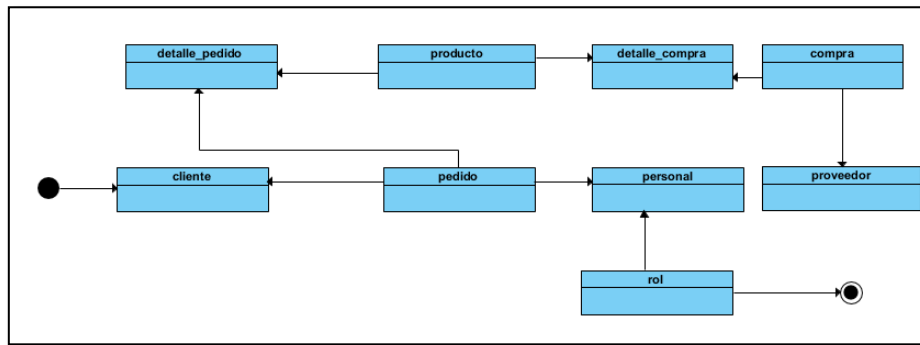 detalle_pedido
producto
detalle_compra
compra
cliente
pedido
personal
proveedor
rol